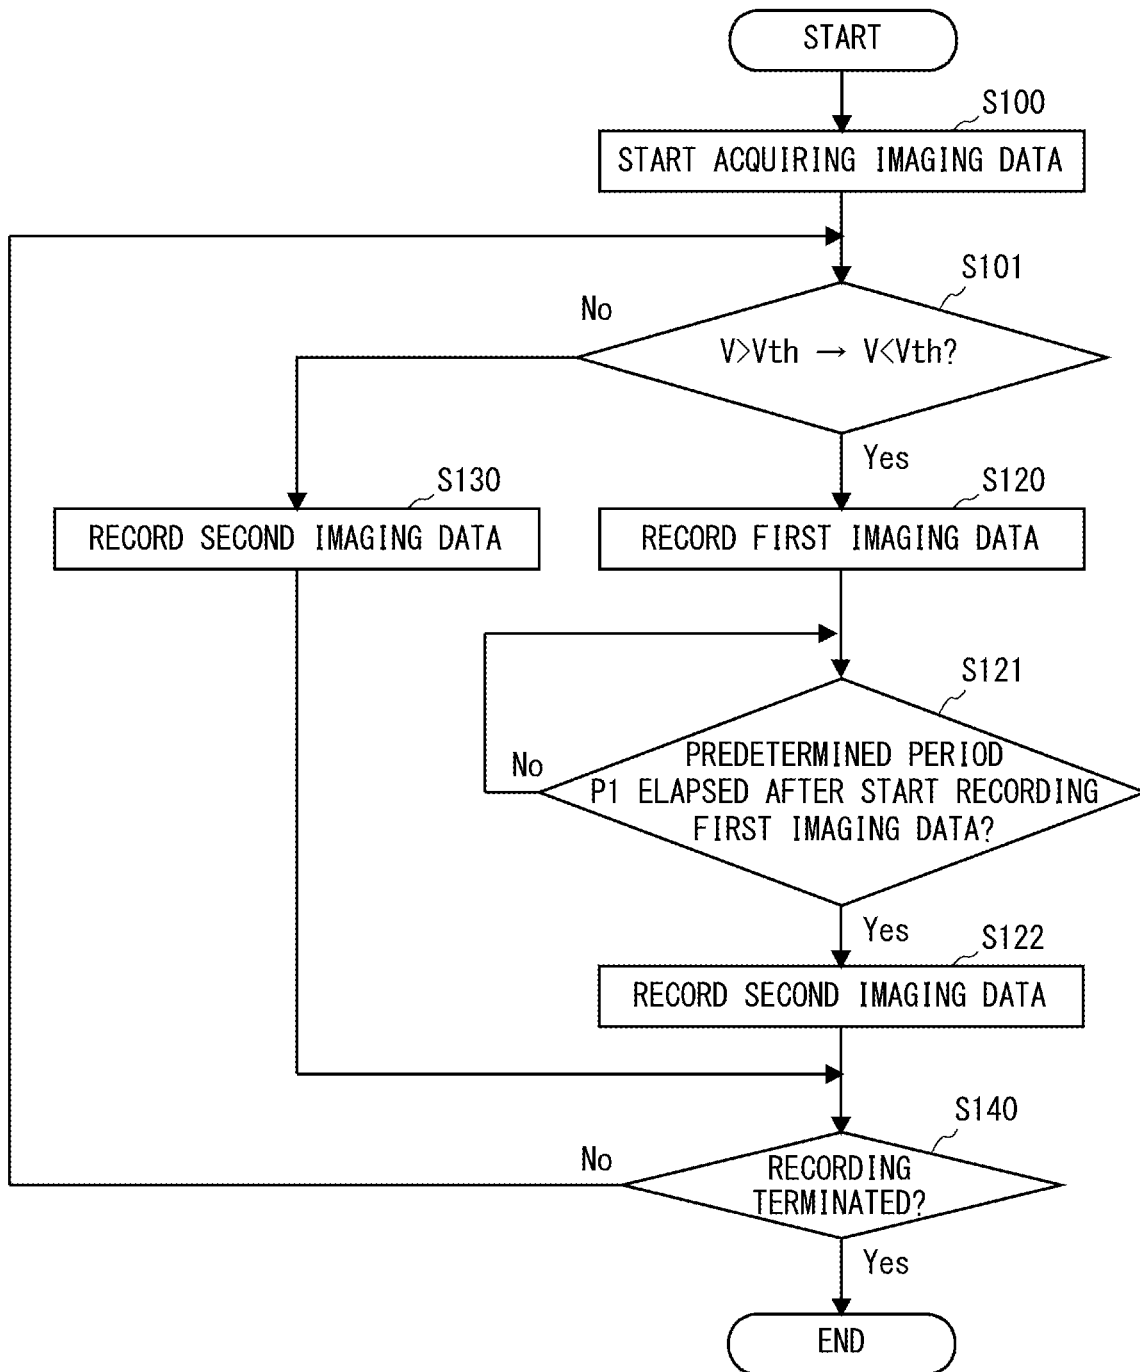 START
S100
START ACQUIRING IMAGING DATA
S101
No
V>Vth → V<Vth?
Yes
S130
S120
RECORD SECOND IMAGING DATA
RECORD FIRST IMAGING DATA
S121
PREDETERMINED PERIOD
No
P1 ELAPSED AFTER START RECORDING
FIRST IMAGING DATA?
Yes
S122
RECORD SECOND IMAGING DATA
S140
No
RECORDING
TERMINATED?
Yes
END